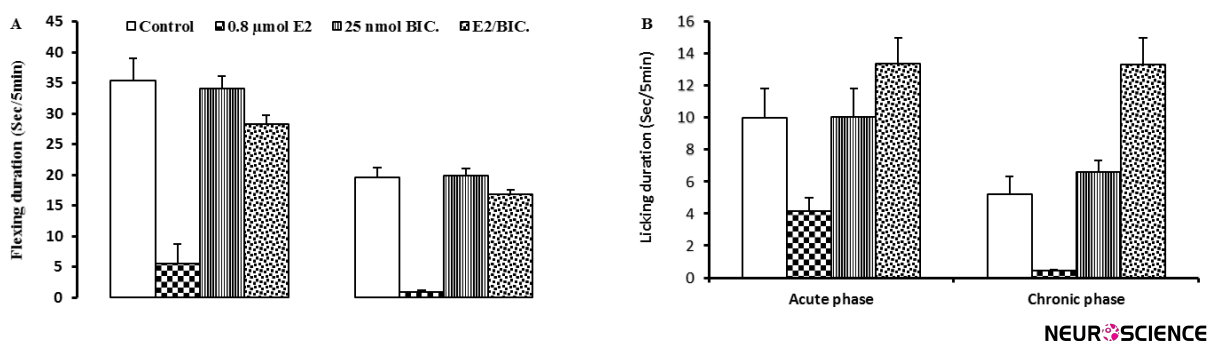 A
Control
0.8 μmol E2
25 nmol BIC.
E2/BIC.
Flexing duration (Sec/5min)
45
40
35
30
25
20
15
10
5
0
B
Licking duration (Sec/5min)
16
14
12
10
8
6
4
2
0
Acute phase
Chronic phase
NEUROSCIENCE